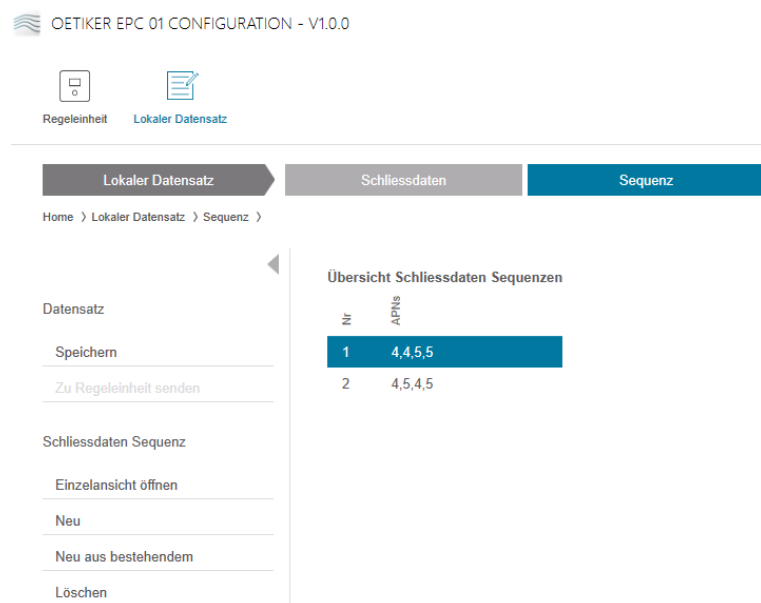 OETIKER EPC 01 CONFIGURATION - V1.0.0
Regeleinheit
Lokaler Datensatz
Lokaler Datensatz
Schliessdaten
Sequenz
Home > Lokaler Datensatz > Sequenz >
Übersicht Schliessdaten Sequenzen
Datensatz
Nr
APNs
Speichern
1 4,4,5,5
Zu Regeleinheit senden
2 4,5,4,5
Schliessdaten Sequenz
Einzelansicht öffnen
Neu
Neu aus bestehendem
Löschen